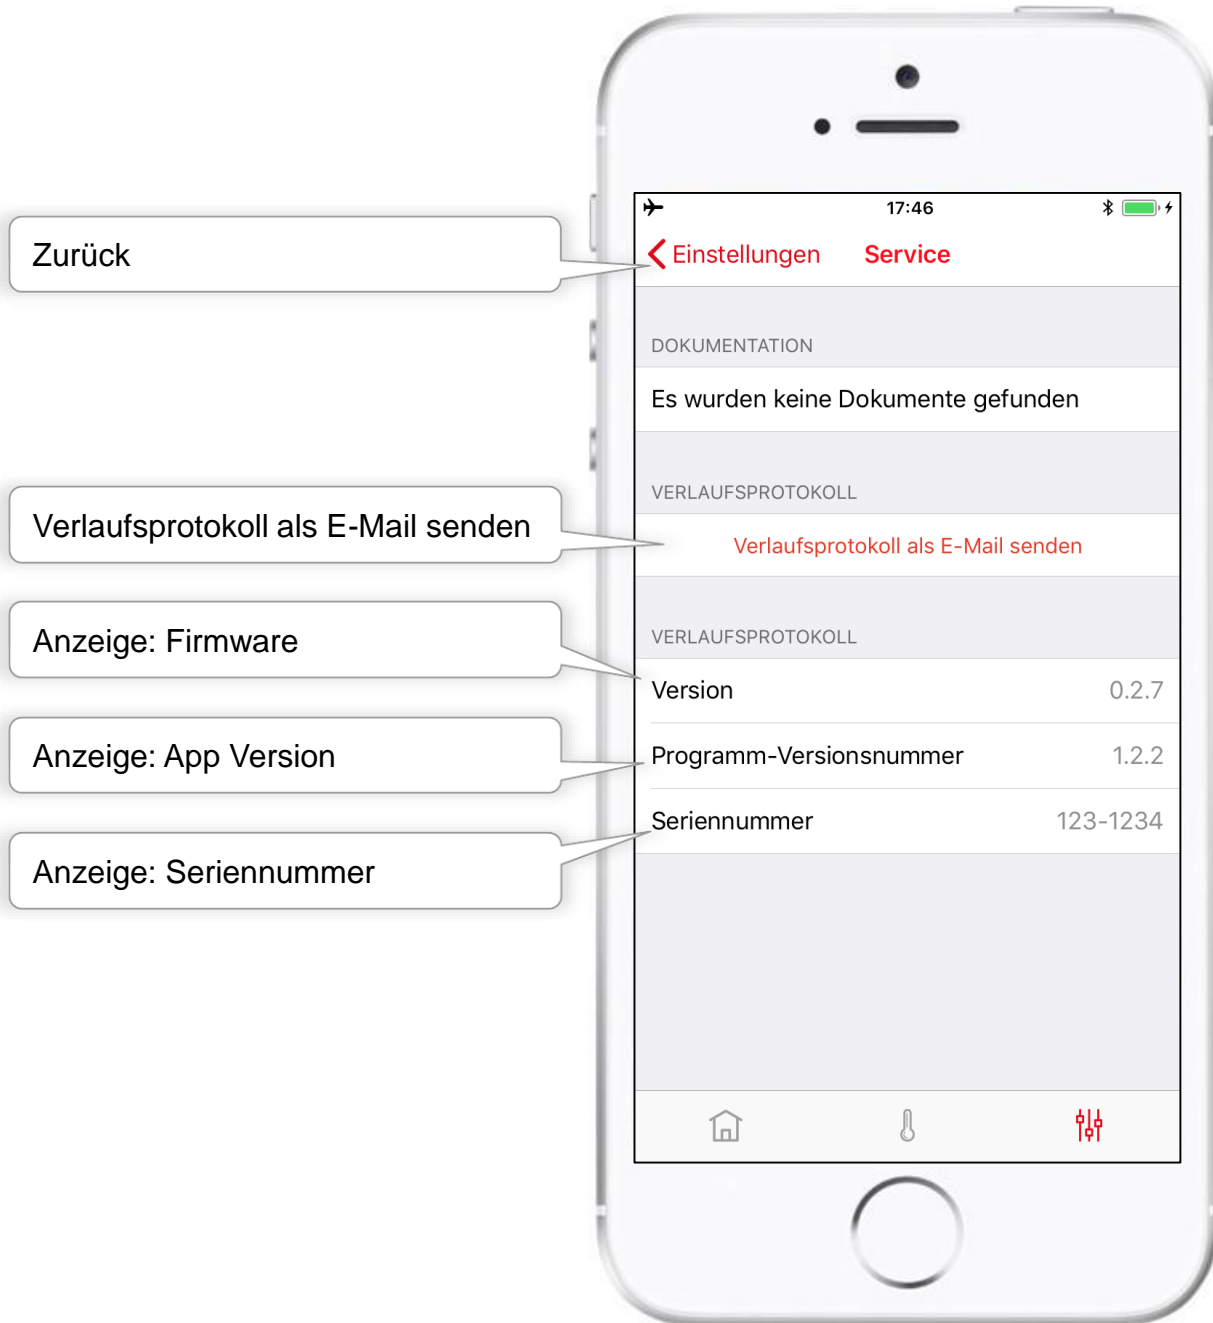 17:46
Zurück
Einstellungen Service
DOKUMENTATION
Es wurden keine Dokumente gefunden
VERLAUFSPROTOKOLL
Verlaufsprotokoll als E-Mail senden
Verlaufsprotokoll als E-Mail senden
Anzeige: Firmware
VERLAUFSPROTOKOLL
Version 0.2.7
Anzeige: App Version
Programm-Versionsnummer 1.2.2
Seriennummer 123-1234
Anzeige: Seriennummer